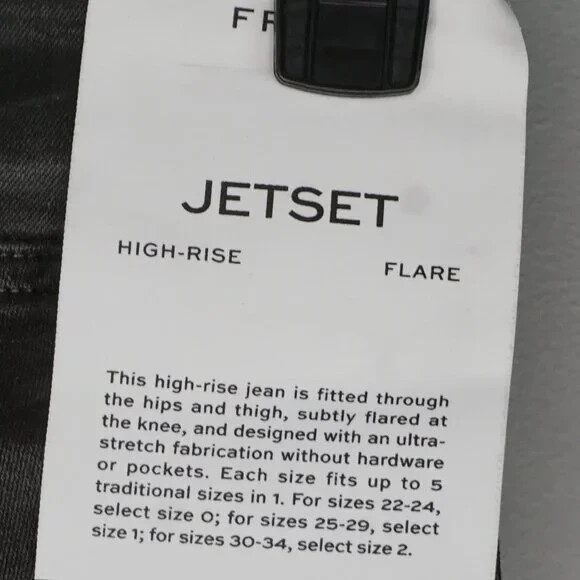 JETSET
HIGH-RISE FLARE
This high-rise jean is fitted through
the hips and thigh, subtly flared at
the knee, and designed with an ultra-
stretch fabrication without hardware
or pockets. Each size fits up to 5
traditional sizes in 1. For sizes 22-24,
select size 0; for sizes 25-29, select
size 1; for sizes 30-34, select size 2.